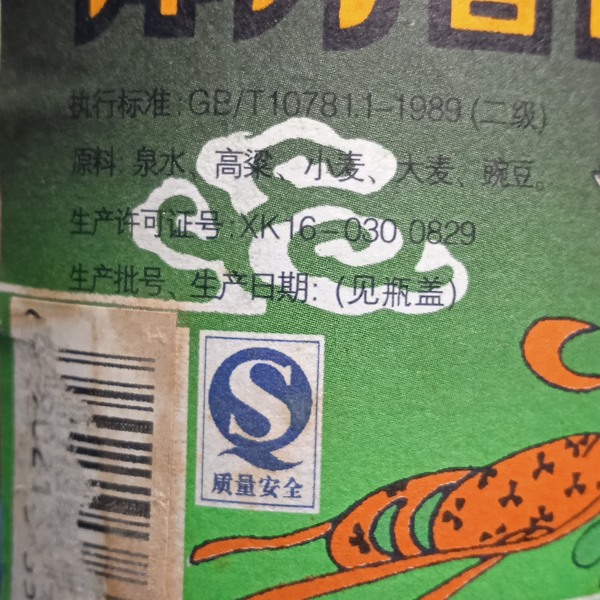 执行标准:GB/T10781.1-1989(二级)
原料 泉水、高粱、小麦、大麦、豌豆。
生产许可证号:XK16-030 0829
生产批号、生产日期:(见瓶盖)
质量安全